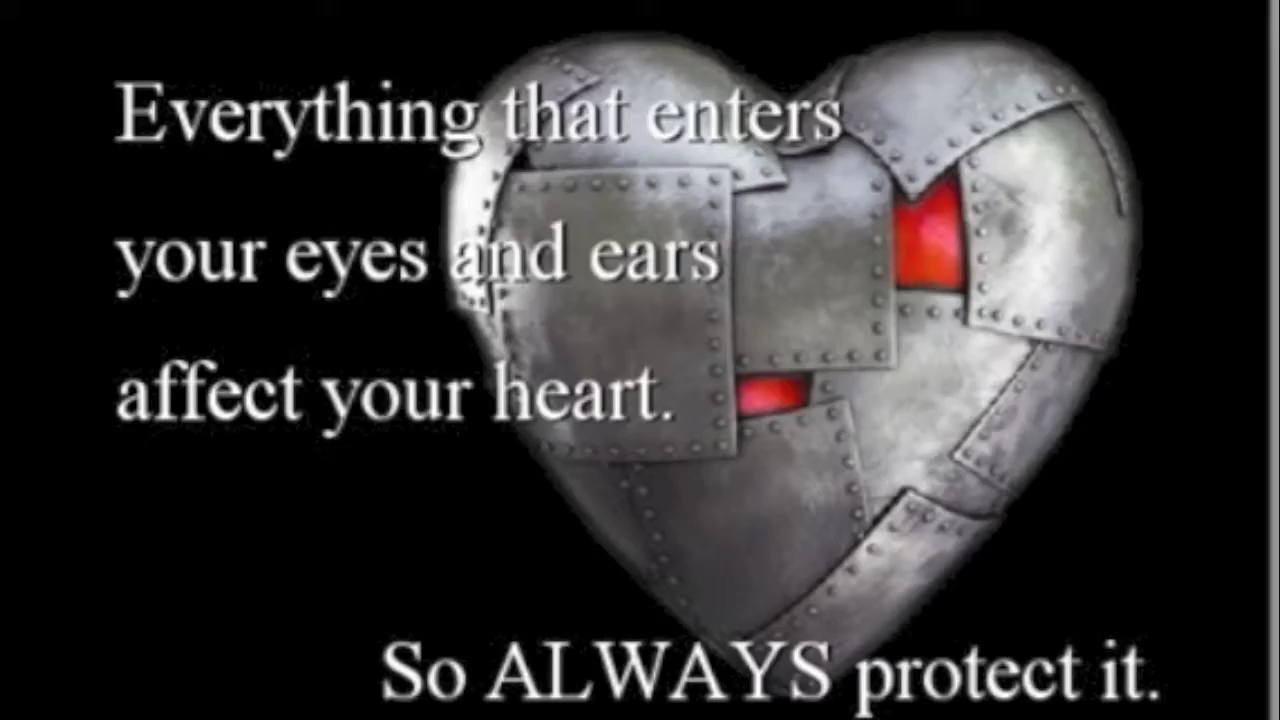 Everything that enters
your eyes and ears
affect your heart.
So ALWAYS protect it.